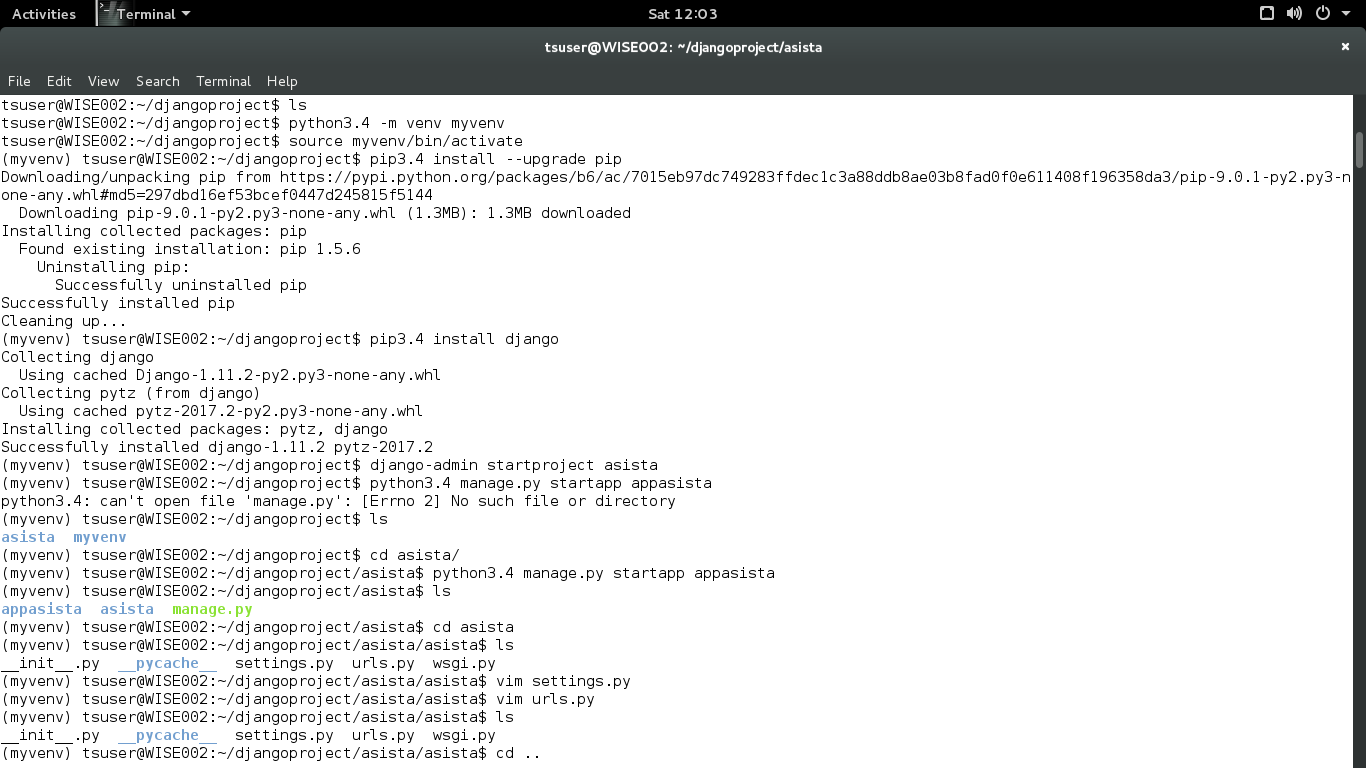 Activities Terminal Sat 12:03
tsuser@WISE002: ~/djangoproject/asista ×
File Edit View Search Terminal Help
tsuser@WISE002:~/djangoproject$ ls
tsuser@WISE002:~/djangoproject$ python3.4 -m venv myvenv
tsuser@WISE002:~/djangoproject$ source myvenv/bin/activate
(myvenv) tsuser@WISE002:~/djangoproject$ pip3.4 install --upgrade pip
Downloading/unpacking pip from https://pypi.python.org/packages/b6/ac/7015eb97dc749283ffdec1c3a88ddb8ae03b8fad0f0e611408f196358da3/pip-9.0.1-py2.py3-n
one-any.whl#md5=297dbd16ef53bcef0447d245815f5144
  Downloading pip-9.0.1-py2.py3-none-any.whl (1.3MB): 1.3MB downloaded
Installing collected packages: pip
  Found existing installation: pip 1.5.6
    Uninstalling pip:
      Successfully uninstalled pip
Successfully installed pip
Cleaning up...
(myvenv) tsuser@WISE002:~/djangoproject$ pip3.4 install django
Collecting django
  Using cached Django-1.11.2-py2.py3-none-any.whl
Collecting pytz (from django)
  Using cached pytz-2017.2-py2.py3-none-any.whl
Installing collected packages: pytz, django
Successfully installed django-1.11.2 pytz-2017.2
(myvenv) tsuser@WISE002:~/djangoproject$ django-admin startproject asista
(myvenv) tsuser@WISE002:~/djangoproject$ python3.4 manage.py startapp appasista
python3.4: can't open file 'manage.py': [Errno 2] No such file or directory
(myvenv) tsuser@WISE002:~/djangoproject$ ls
asista  myvenv
(myvenv) tsuser@WISE002:~/djangoproject$ cd asista/
(myvenv) tsuser@WISE002:~/djangoproject/asista$ python3.4 manage.py startapp appasista
(myvenv) tsuser@WISE002:~/djangoproject/asista$ ls
appasista  asista  manage.py
(myvenv) tsuser@WISE002:~/djangoproject/asista$ cd asista
(myvenv) tsuser@WISE002:~/djangoproject/asista/asista$ ls
__init__.py  __pycache__  settings.py  urls.py  wsgi.py
(myvenv) tsuser@WISE002:~/djangoproject/asista/asista$ vim settings.py
(myvenv) tsuser@WISE002:~/djangoproject/asista/asista$ vim urls.py
(myvenv) tsuser@WISE002:~/djangoproject/asista/asista$ ls
__init__.py  __pycache__  settings.py  urls.py  wsgi.py
(myvenv) tsuser@WISE002:~/djangoproject/asista/asista$ cd ..